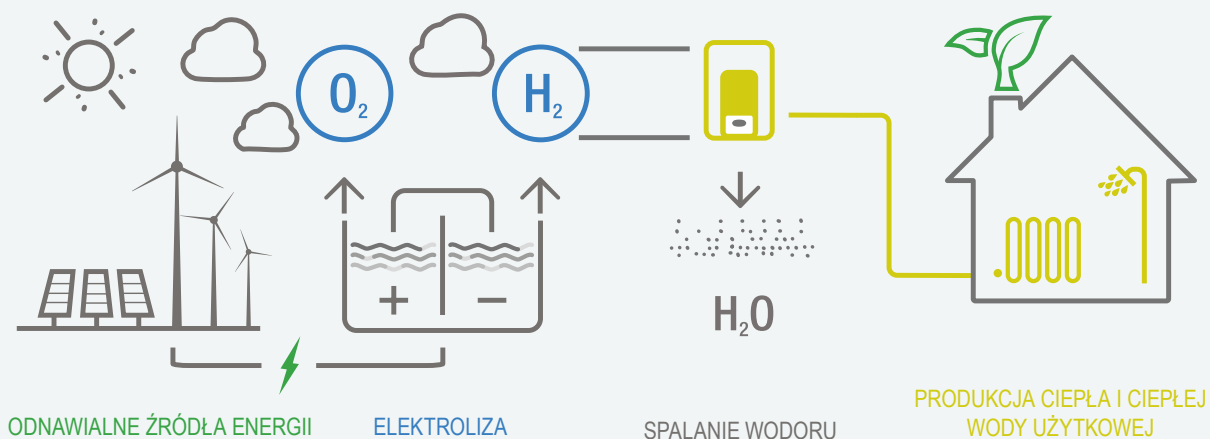 O₂
H₂
+ −
H₂O
ODNAWIALNE ŹRÓDŁA ENERGII
ELEKTROLIZA
SPALANIE WODORU
PRODUKCJA CIEPŁA I CIEPŁEJ
WODY UŻYTKOWEJ